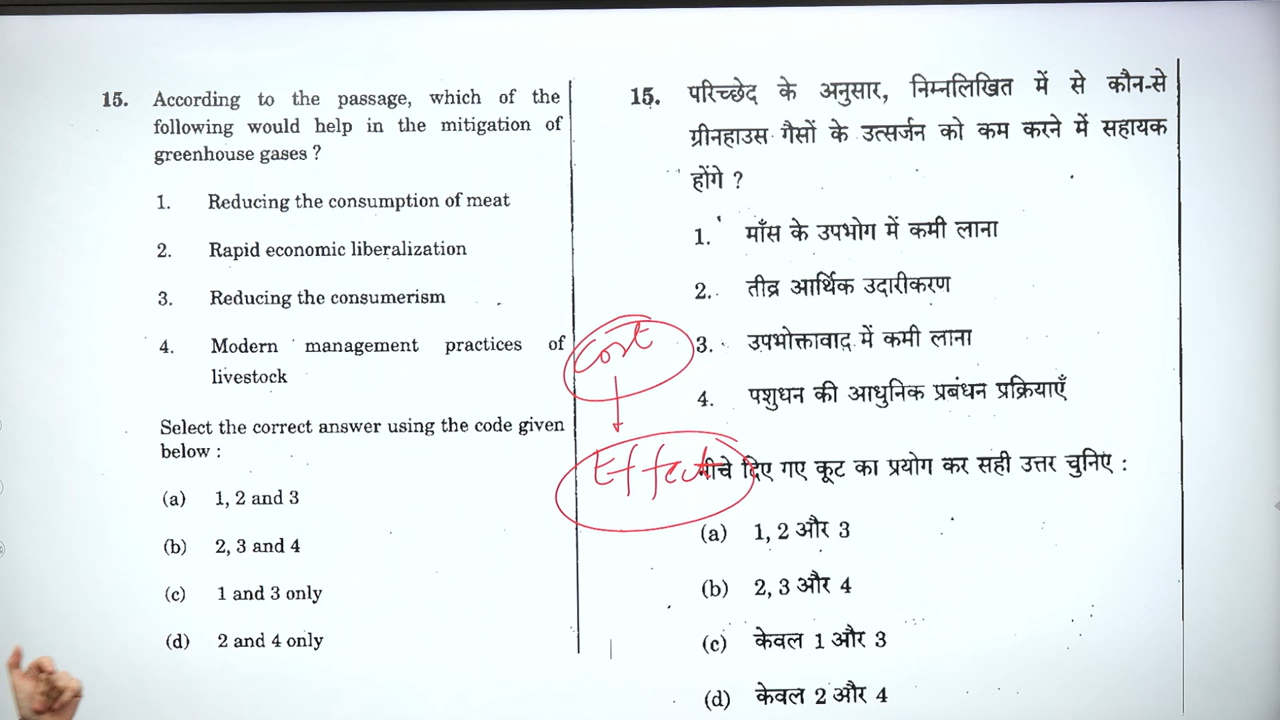 15. According to the passage, which of the
following would help in the mitigation of
greenhouse gases ?
1. Reducing the consumption of meat
2. Rapid economic liberalization
3. Reducing the consumerism
4. Modern management practices of
livestock
Select the correct answer using the code given
below :
(a) 1, 2 and 3
(b) 2, 3 and 4
(c) 1 and 3 only
(d) 2 and 4 only
Cost
Effect
15. परिच्छेद के अनुसार, निम्नलिखित में से कौन-से
ग्रीनहाउस गैसों के उत्सर्जन को कम करने में सहायक
होंगे ?
1. माँस के उपभोग में कमी लाना
2. तीव्र आर्थिक उदारीकरण
3. उपभोक्तावाद में कमी लाना
4. पशुधन की आधुनिक प्रबंधन प्रक्रियाएँ
नीचे दिए गए कूट का प्रयोग कर सही उत्तर चुनिए :
(a) 1, 2 और 3
(b) 2, 3 और 4
(c) केवल 1 और 3
(d) केवल 2 और 4